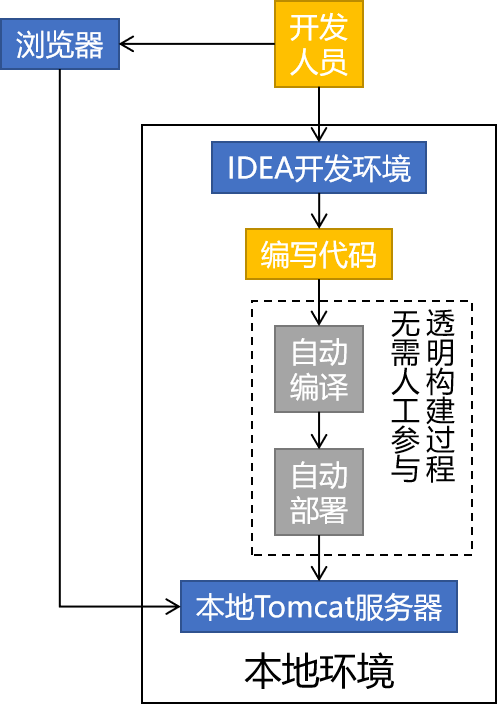 开发
人员
浏览器
IDEA开发环境
编写代码
自动
编译
透明构建过程
无需人工参与
自动
部署
本地Tomcat服务器
本地环境